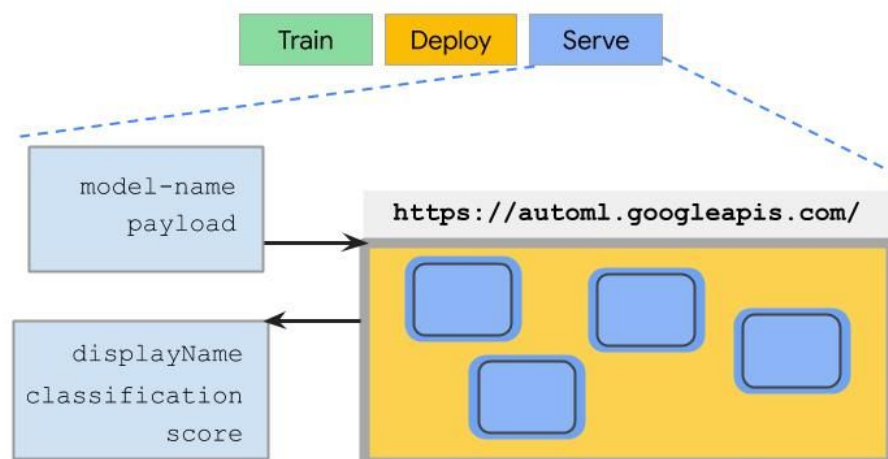 Train Deploy Serve
model-name
payload
https://automl.googleapis.com/
displayName
classification
score